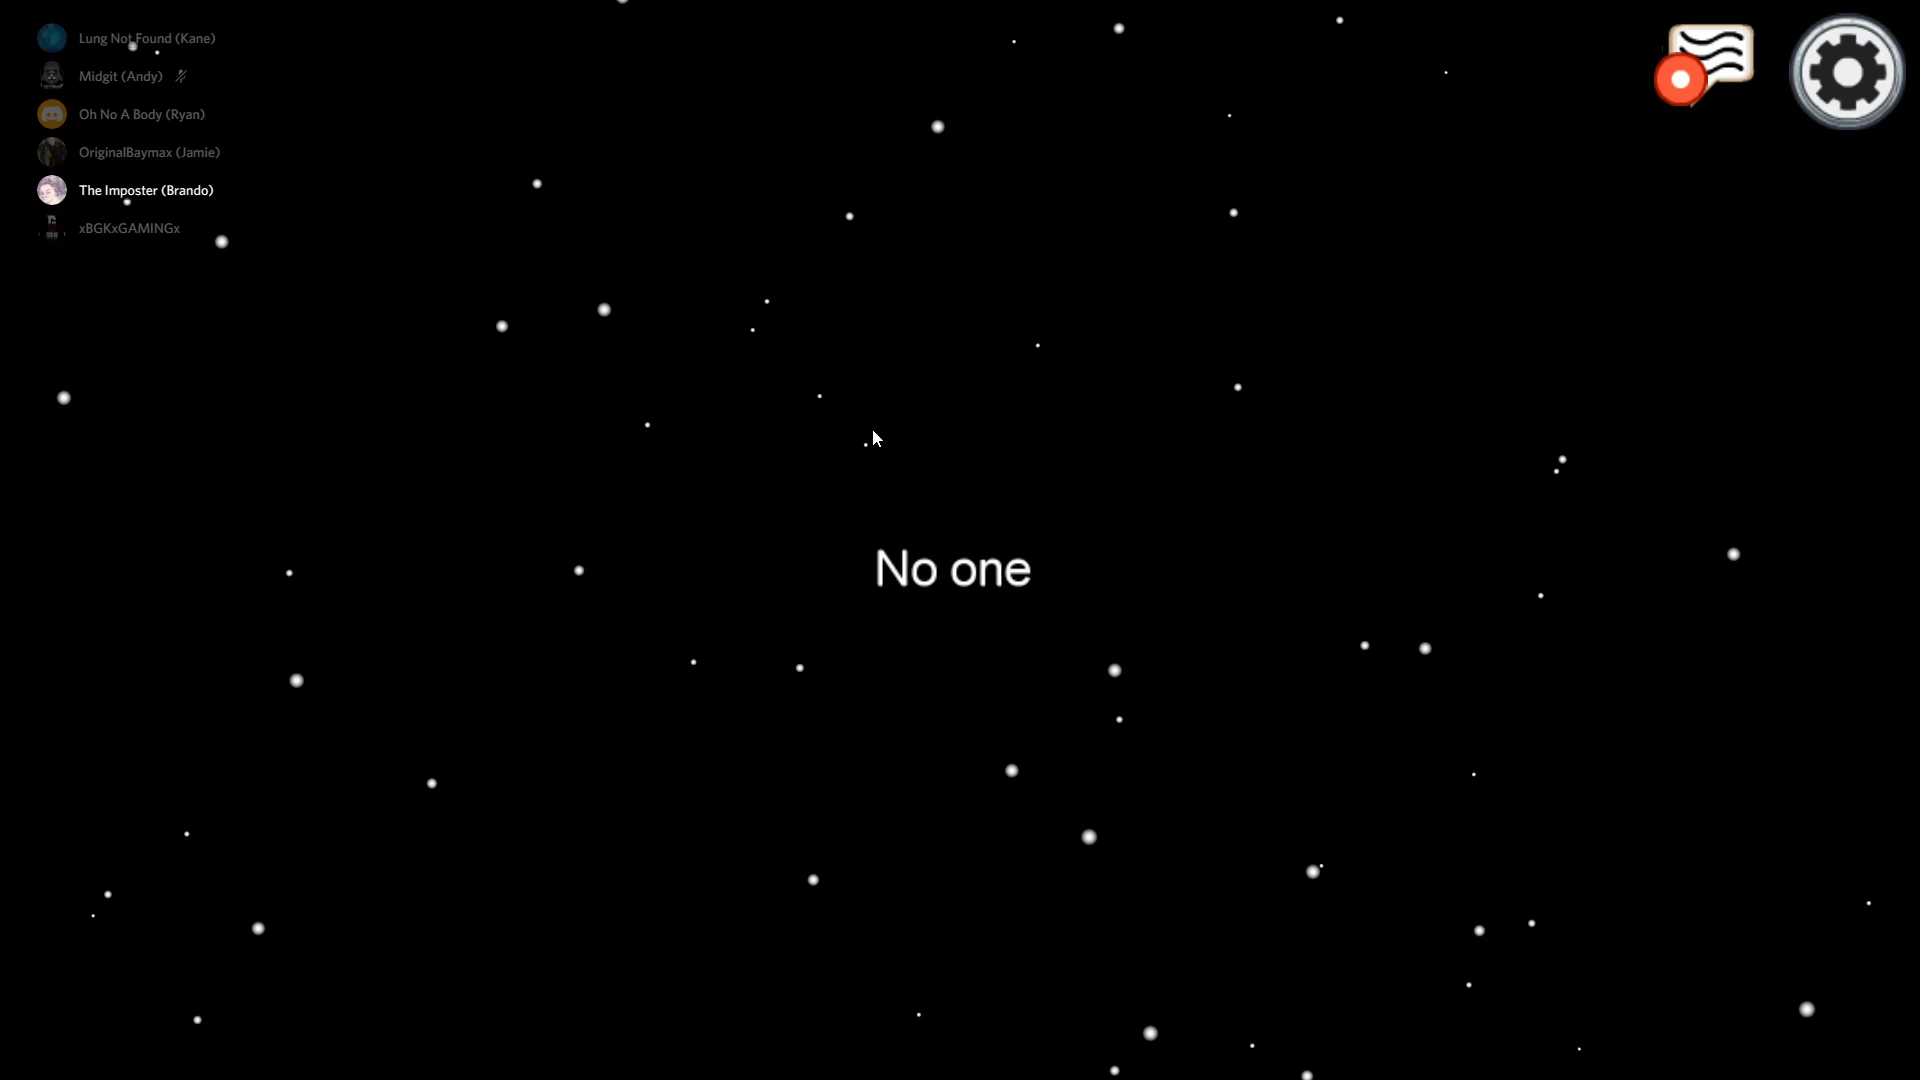 Lung Not Found (Kane)
Midgit (Andy)
Oh No A Body (Ryan)
OriginalBaymax (Jamie)
The Imposter (Brando)
xBGKxGAMINGx
No one